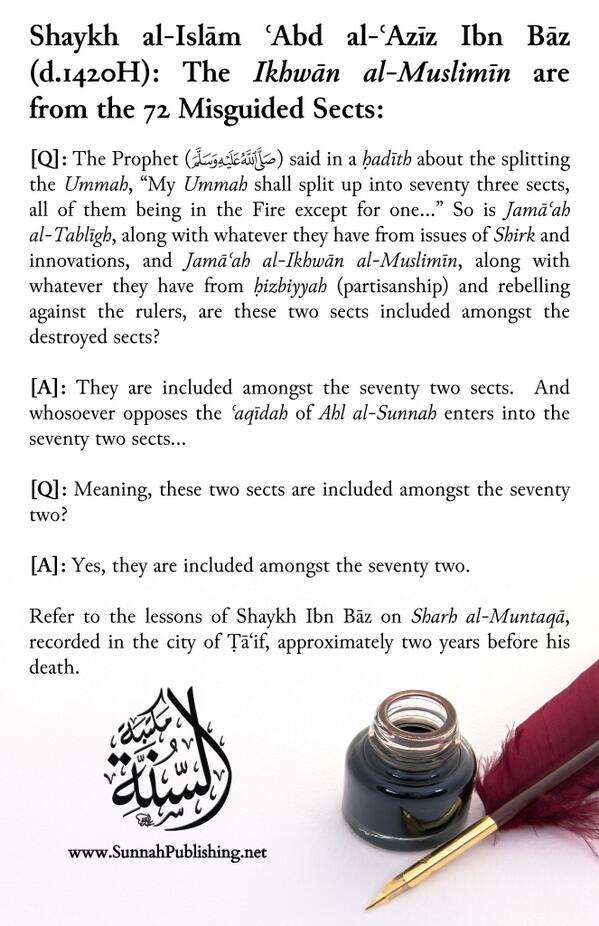 Shaykh al-Islām ʿAbd al-ʿAzīz Ibn Bāz
(d.1420H): The Ikhwān al-Muslimīn are
from the 72 Misguided Sects:
[Q]: The Prophet (صَلَّى ٱللَّٰهُ عَلَيْهِ وَسَلَّمَ) said in a ḥadīth about the splitting
the Ummah, “My Ummah shall split up into seventy three sects,
all of them being in the Fire except for one...” So is Jamāʿah
al-Tablīgh, along with whatever they have from issues of Shirk and
innovations, and Jamāʿah al-Ikhwān al-Muslimīn, along with
whatever they have from ḥizbiyyah (partisanship) and rebelling
against the rulers, are these two sects included amongst the
destroyed sects?
[A]: They are included amongst the seventy two sects. And
whosoever opposes the ʿaqīdah of Ahl al-Sunnah enters into the
seventy two sects...
[Q]: Meaning, these two sects are included amongst the seventy
two?
[A]: Yes, they are included amongst the seventy two.
Refer to the lessons of Shaykh Ibn Bāz on Sharh al-Muntaqā,
recorded in the city of Ṭāʿif, approximately two years before his
death.
مكتبة
السُّنَّة
www.SunnahPublishing.net